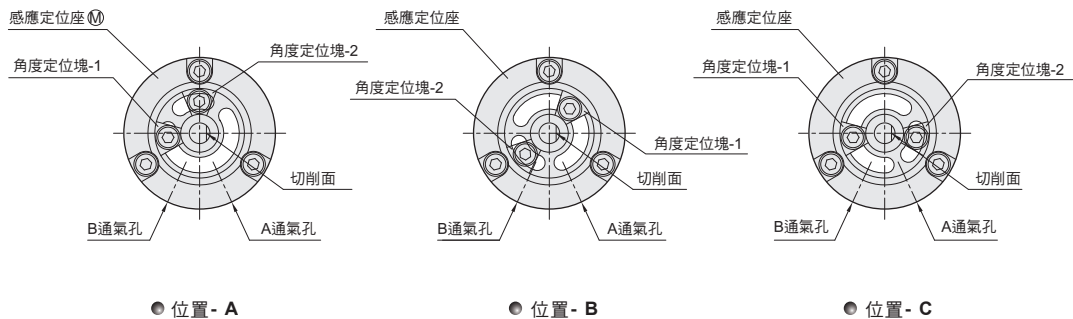 感應定位座Ⓜ
角度定位塊-2
角度定位塊-1
切削面
B通氣孔
A通氣孔
位置- A
感應定位座
角度定位塊-2
角度定位塊-1
切削面
B通氣孔
A通氣孔
位置- B
感應定位座
角度定位塊-1
角度定位塊-2
切削面
B通氣孔
A通氣孔
位置- C